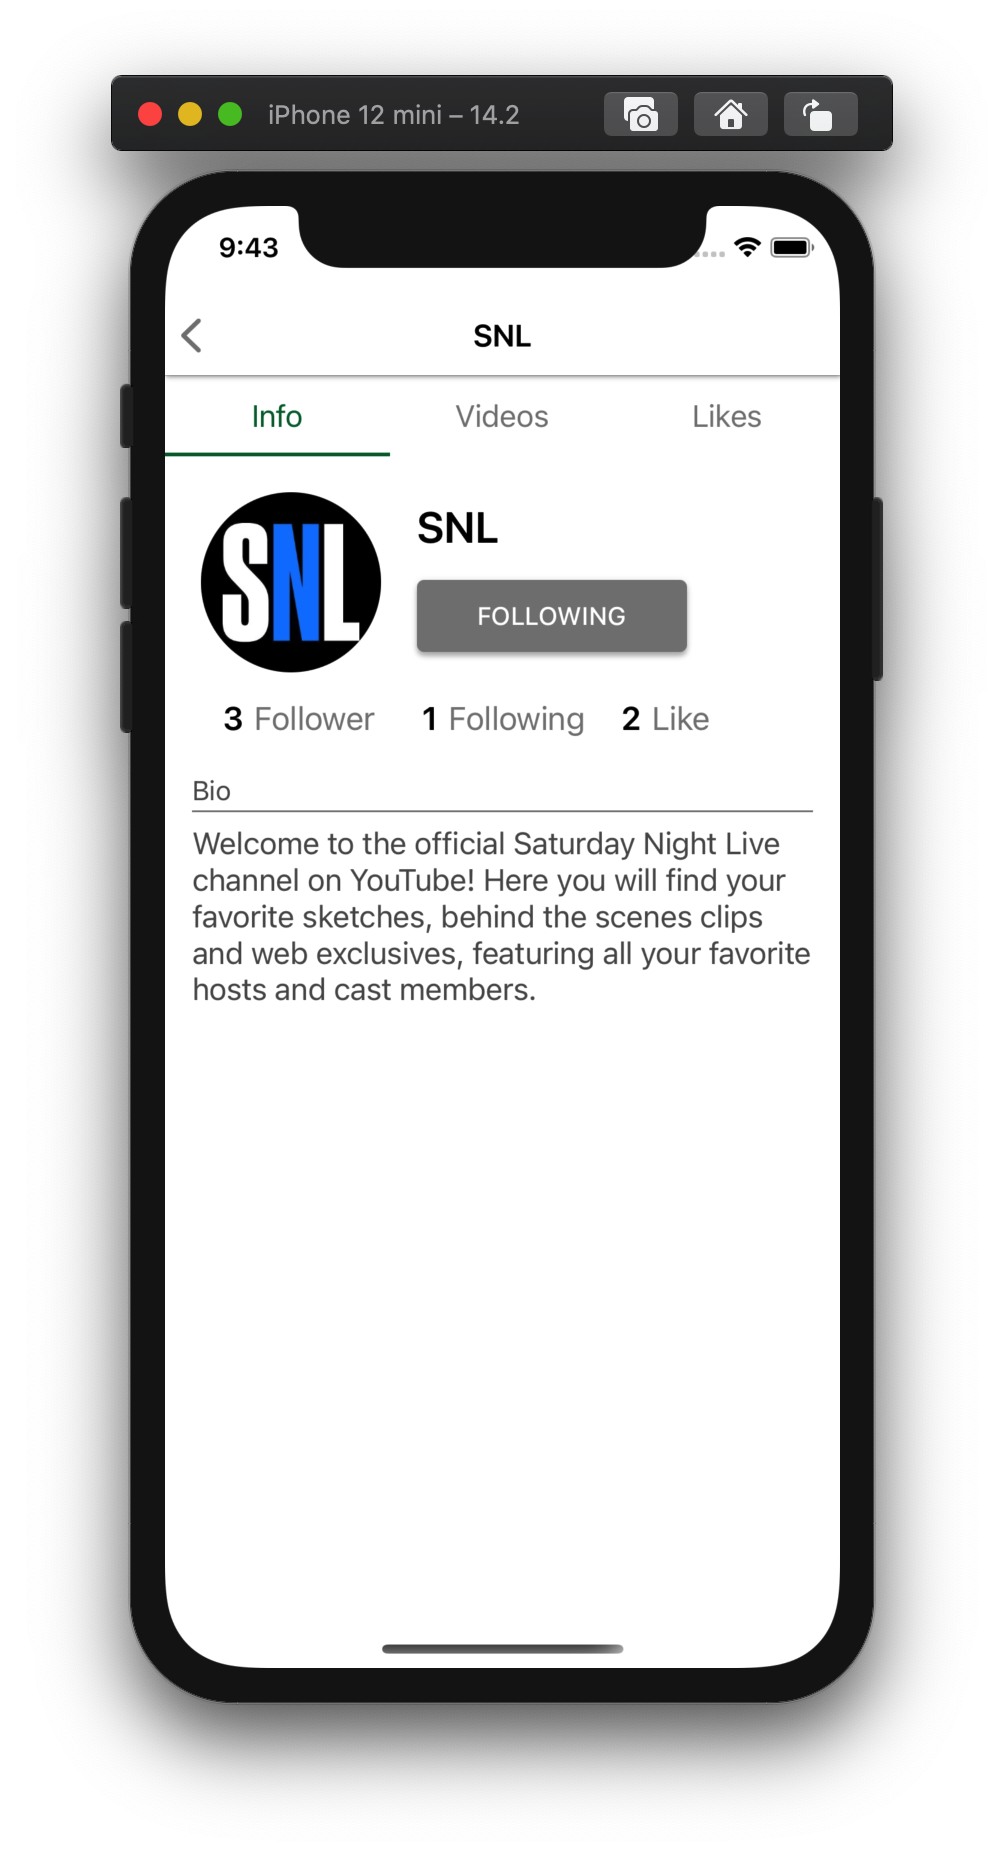 iPhone 12 mini – 14.2
9:43
SNL
Info Videos Likes
SNL
SNL
FOLLOWING
3 Follower 1 Following 2 Like
Bio
Welcome to the official Saturday Night Live
channel on YouTube! Here you will find your
favorite sketches, behind the scenes clips
and web exclusives, featuring all your favorite
hosts and cast members.